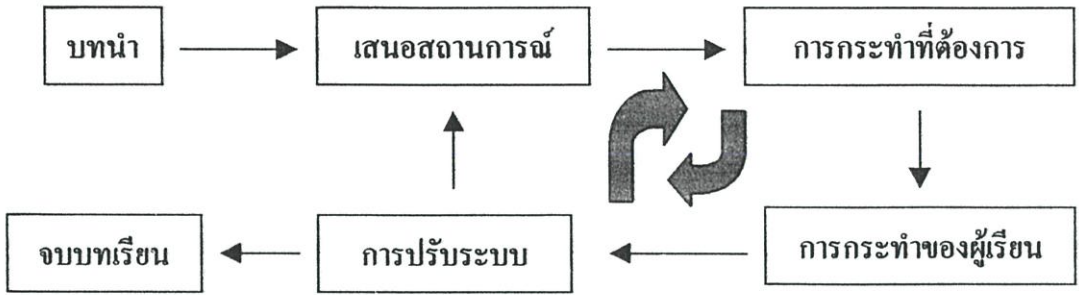 บทนำ
เสนอสถานการณ์
การกระทำที่ต้องการ
การกระทำของผู้เรียน
การปรับระบบ
จบบทเรียน